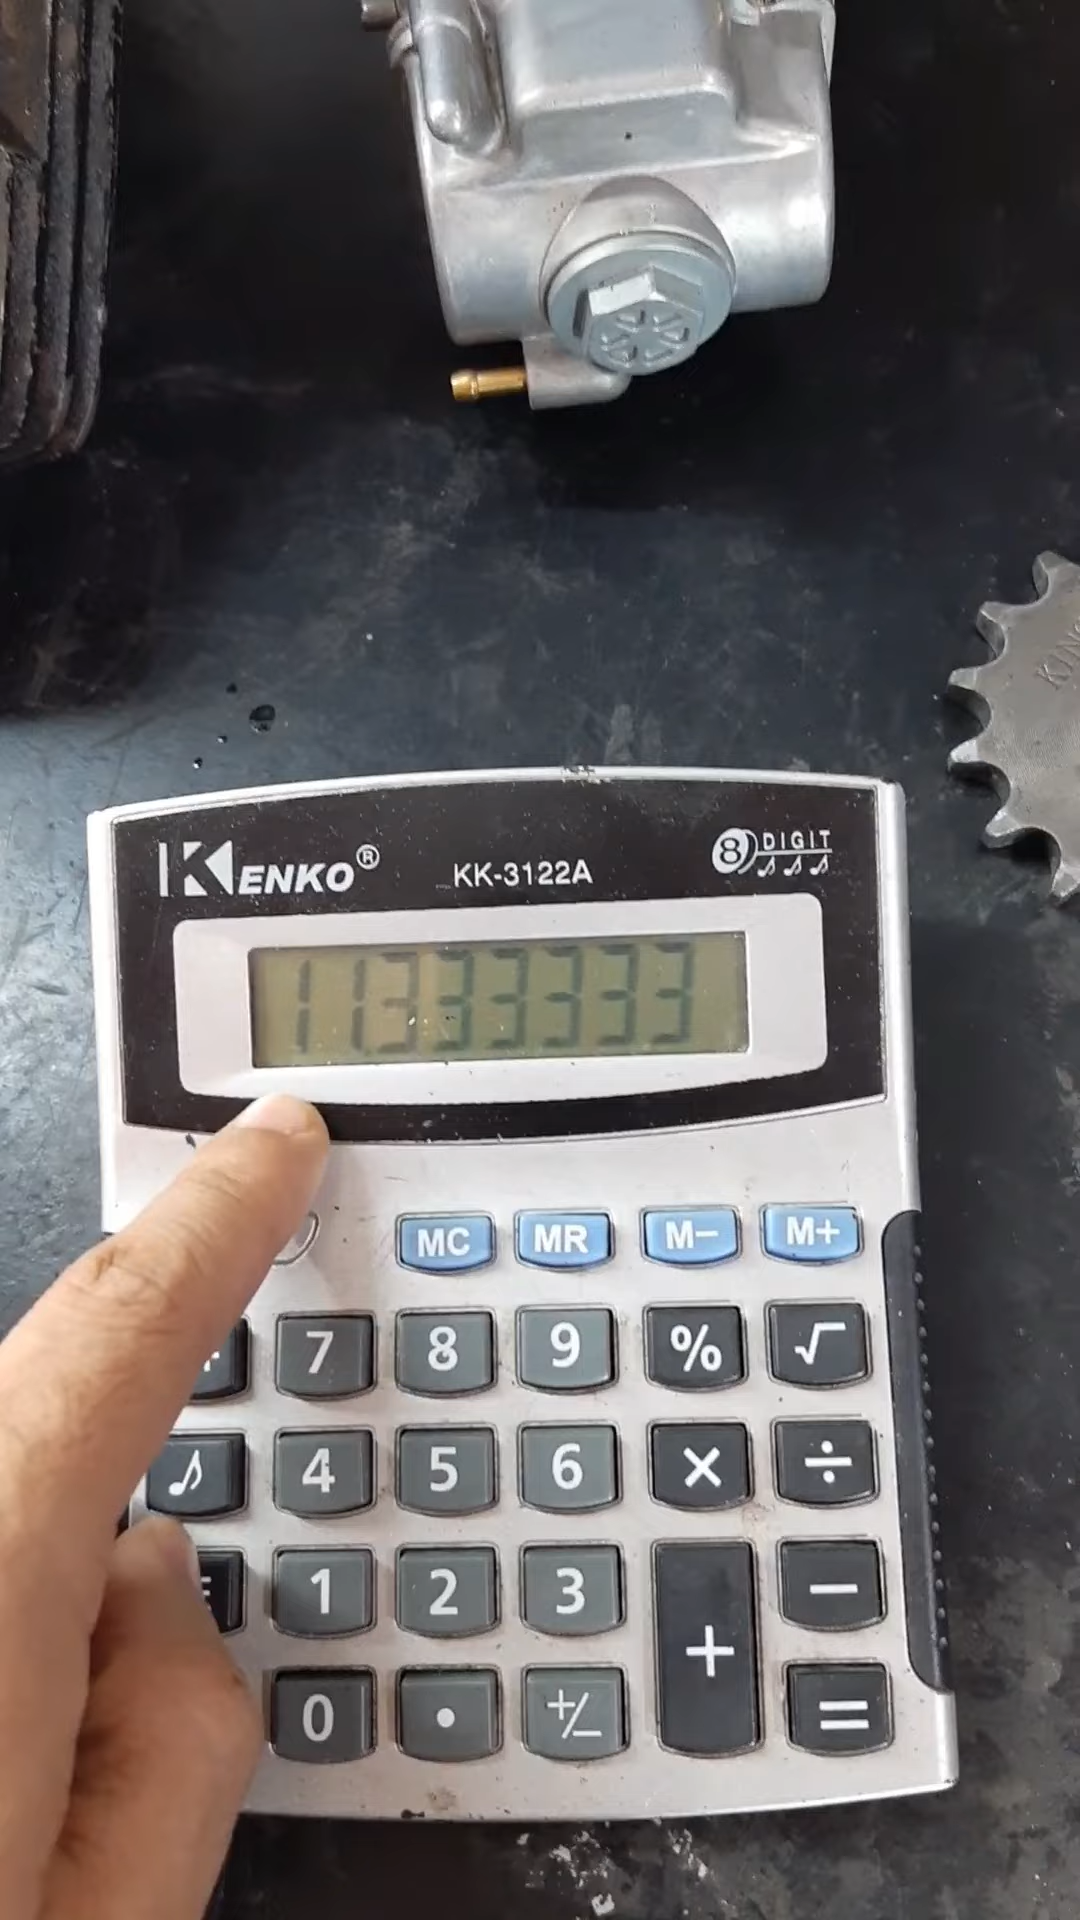 KING
KENKO®
KK-3122A
8 DIGIT
11.333333
MC MR M− M+
7 8 9 % √
♪ 4 5 6 × ÷
1 2 3 −
+
0 • +/− =